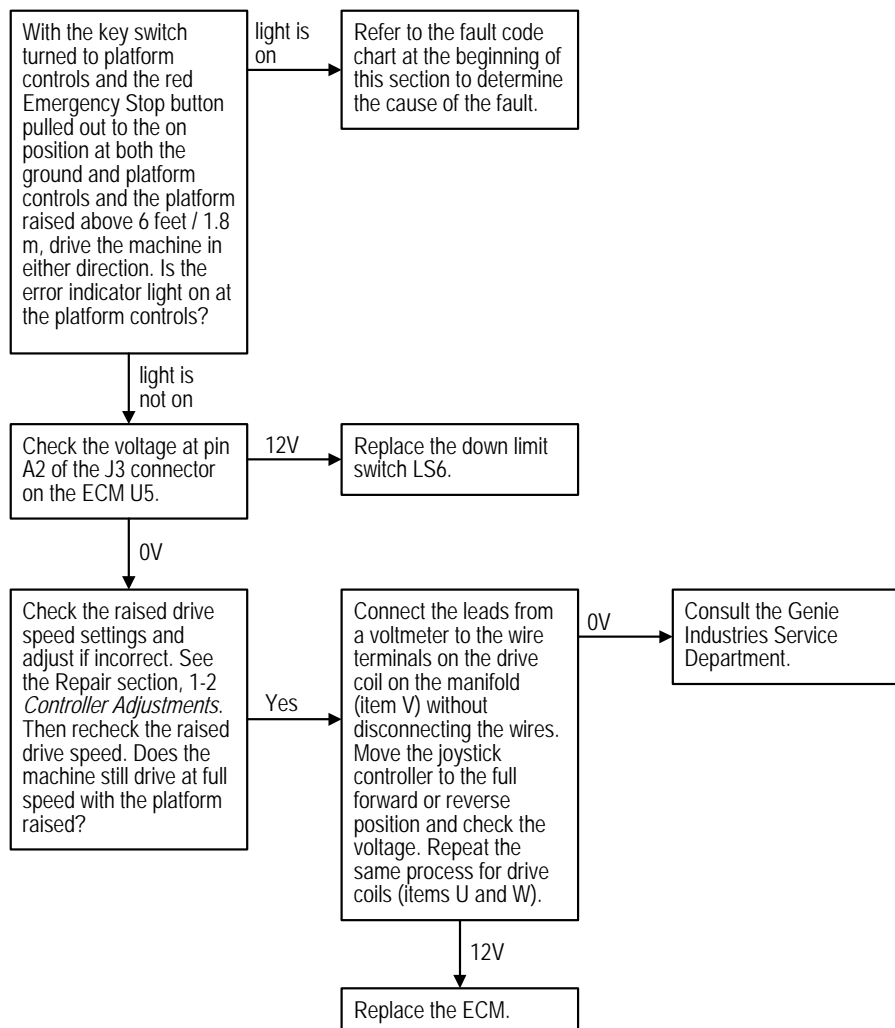 With the key switch
turned to platform
controls and the red
Emergency Stop button
pulled out to the on
position at both the
ground and platform
controls and the platform
raised above 6 feet / 1.8
m, drive the machine in
either direction. Is the
error indicator light on at
the platform controls?
light is
on
Refer to the fault code
chart at the beginning of
this section to determine
the cause of the fault.
light is
not on
Check the voltage at pin
A2 of the J3 connector
on the ECM U5.
12V
Replace the down limit
switch LS6.
0V
Check the raised drive
speed settings and
adjust if incorrect. See
the Repair section, 1-2
Controller Adjustments.
Then recheck the raised
drive speed. Does the
machine still drive at full
speed with the platform
raised?
Yes
Connect the leads from
a voltmeter to the wire
terminals on the drive
coil on the manifold
(item V) without
disconnecting the wires.
Move the joystick
controller to the full
forward or reverse
position and check the
voltage. Repeat the
same process for drive
coils (items U and W).
0V
Consult the Genie
Industries Service
Department.
12V
Replace the ECM.